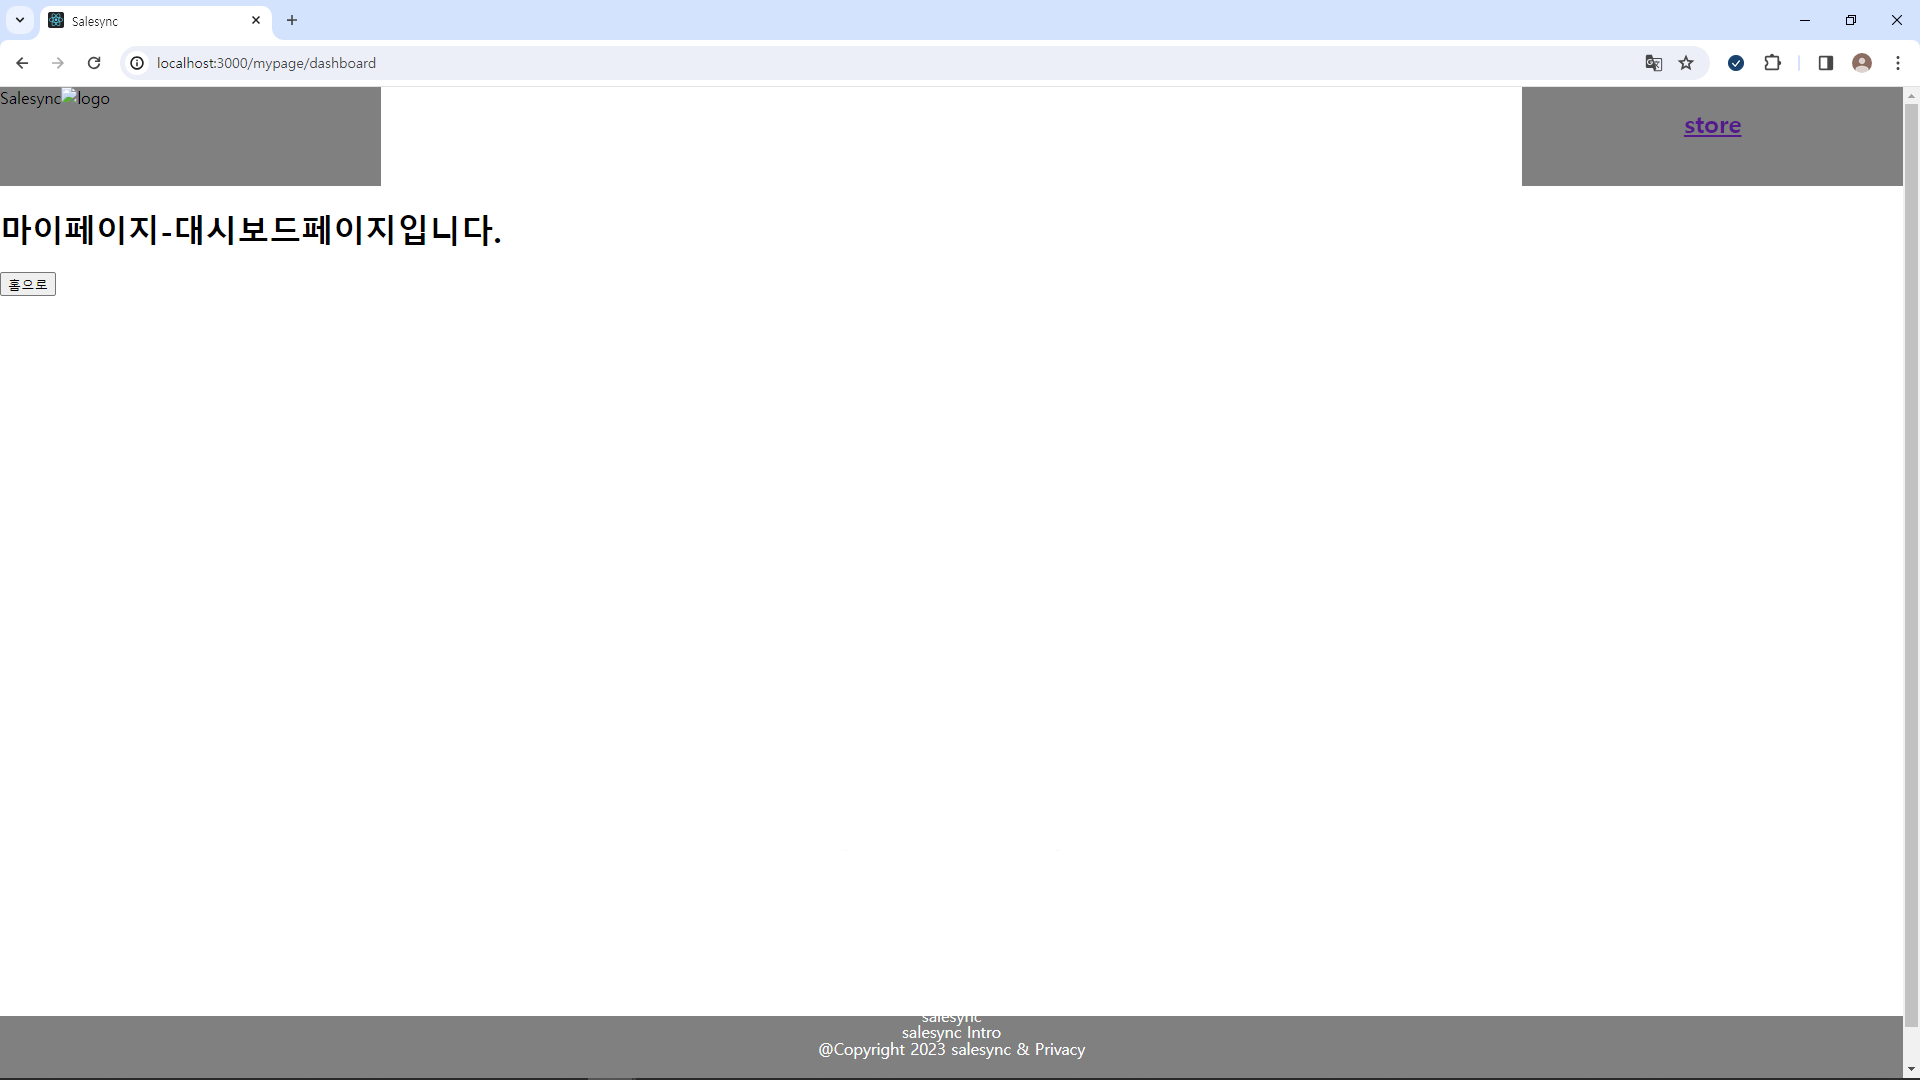 Salesync
localhost:3000/mypage/dashboard
Salesync logo
store
마이페이지-대시보드페이지입니다.
홈으로
salesync
salesync Intro
@Copyright 2023 salesync & Privacy